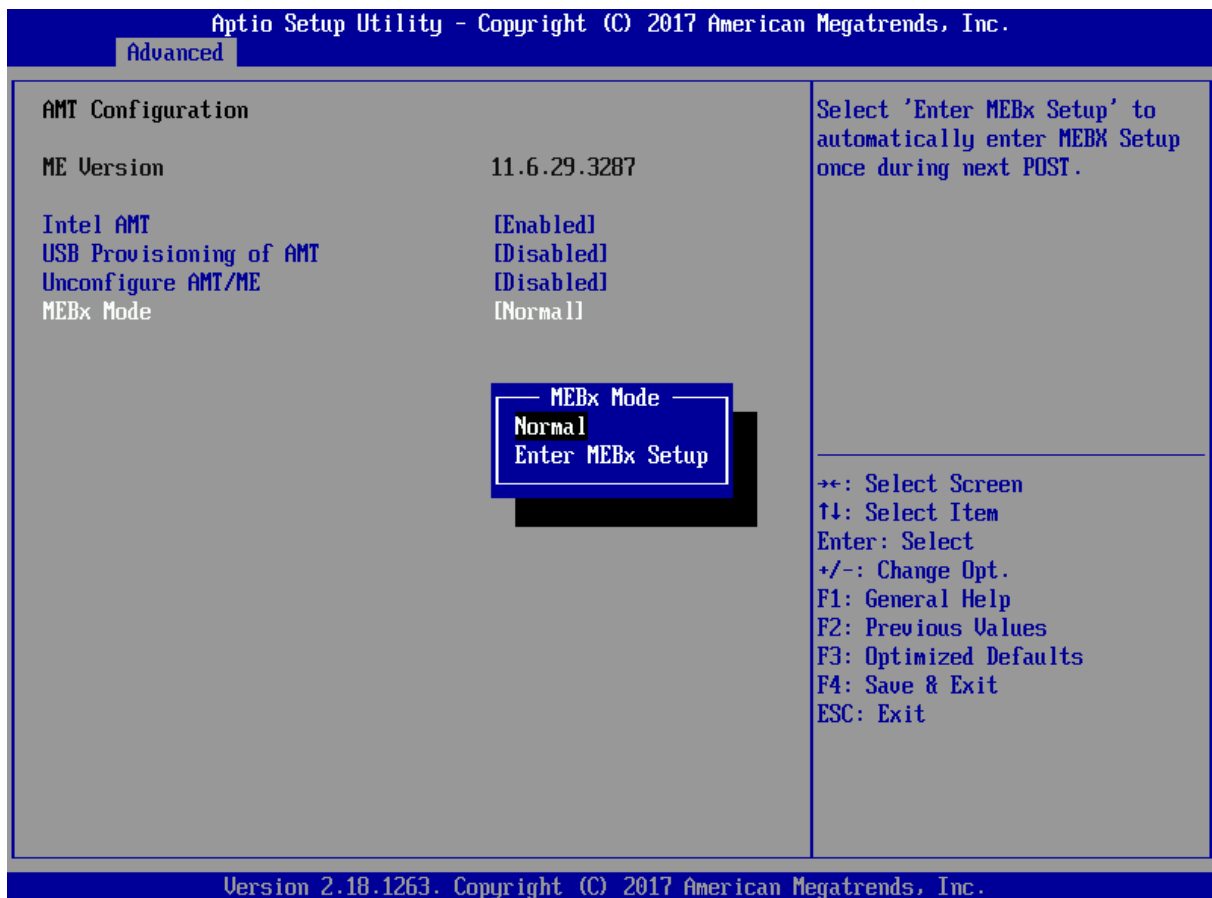 Aptio Setup Utility - Copyright (C) 2017 American Megatrends, Inc.
Advanced
AMT Configuration
ME Version 11.6.29.3287
Intel AMT [Enabled]
USB Provisioning of AMT [Disabled]
Unconfigure AMT/ME [Disabled]
MEBx Mode [Normal]
MEBx Mode
Normal
Enter MEBx Setup
Select 'Enter MEBx Setup' to
automatically enter MEBX Setup
once during next POST.
→←: Select Screen
↑↓: Select Item
Enter: Select
+/-: Change Opt.
F1: General Help
F2: Previous Values
F3: Optimized Defaults
F4: Save & Exit
ESC: Exit
Version 2.18.1263. Copyright (C) 2017 American Megatrends, Inc.